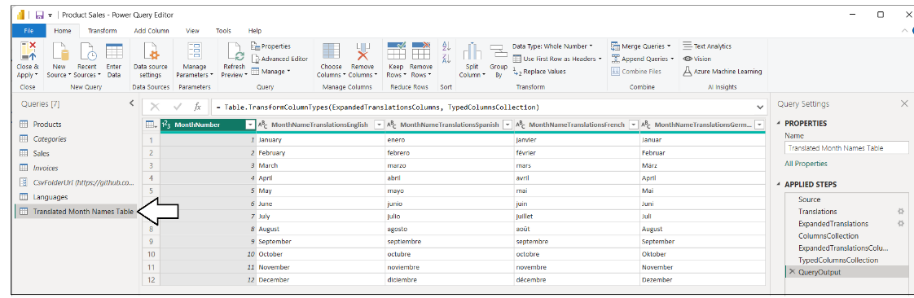 Product Sales - Power Query Editor
File Home Transform Add Column View Tools Help
Close & Apply New Source Recent Sources Enter Data Data source settings Manage Parameters Refresh Preview Properties Advanced Editor Manage Choose Columns Remove Columns Keep Rows Remove Rows Split Column Group By Data Type: Whole Number Use First Row as Headers Replace Values Merge Queries Append Queries Combine Files Text Analytics Vision Azure Machine Learning
Close New Query Data Sources Parameters Query Manage Columns Reduce Rows Sort Transform Combine AI Insights
Queries [7]
Products
Categories
Sales
Invoices
CsvFolderUrl (https://github.co...
Languages
Translated Month Names Table
= Table.TransformColumnTypes(ExpandedTranslationsColumns, TypedColumnsCollection)
MonthNumber MonthNameTranslationsEnglish MonthNameTranslationsSpanish MonthNameTranslationsFrench MonthNameTranslationsGerm...
1 1 January enero janvier Januar
2 2 February febrero février Februar
3 3 March marzo mars März
4 4 April abril avril April
5 5 May mayo mai Mai
6 6 June junio juin Juni
7 7 July julio juillet Juli
8 8 August agosto août August
9 9 September septiembre septembre September
10 10 October octubre octobre Oktober
11 11 November noviembre novembre November
12 12 December diciembre décembre Dezember
Query Settings
PROPERTIES
Name
Translated Month Names Table
All Properties
APPLIED STEPS
Source
Translations
ExpandedTranslations
ColumnsCollection
ExpandedTranslationsColu...
TypedColumnsCollection
QueryOutput